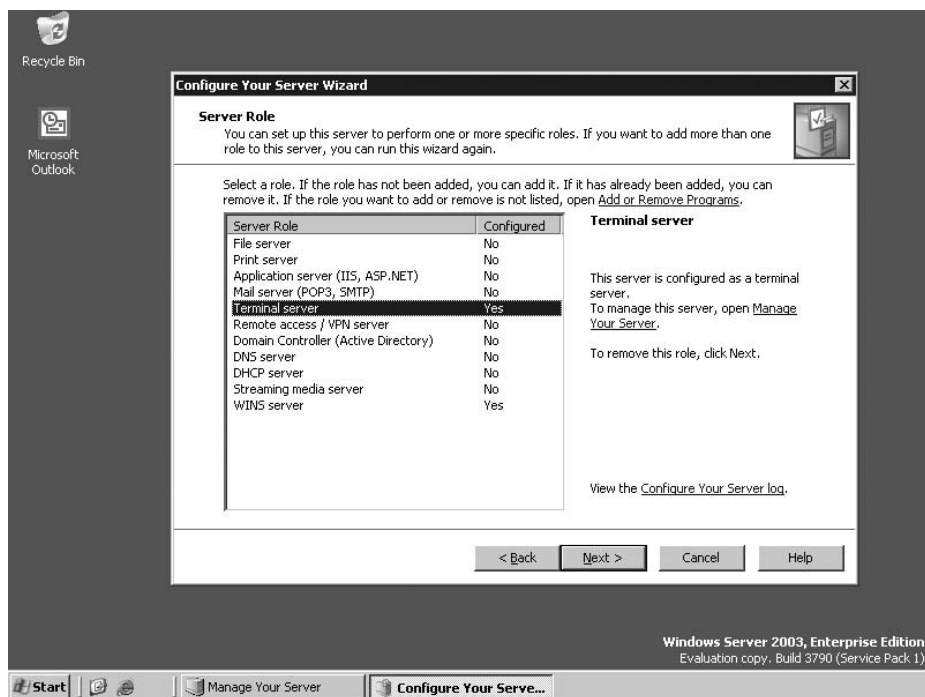 Recycle Bin
Microsoft
Outlook
Configure Your Server Wizard
Server Role
You can set up this server to perform one or more specific roles. If you want to add more than one
role to this server, you can run this wizard again.
Select a role. If the role has not been added, you can add it. If it has already been added, you can
remove it. If the role you want to add or remove is not listed, open Add or Remove Programs.
Server Role Configured
File server No
Print server No
Application server (IIS, ASP.NET) No
Mail server (POP3, SMTP) No
Terminal server Yes
Remote access / VPN server No
Domain Controller (Active Directory) No
DNS server No
DHCP server No
Streaming media server No
WINS server Yes
Terminal server
This server is configured as a terminal
server.
To manage this server, open Manage
Your Server.
To remove this role, click Next.
View the Configure Your Server log.
< Back Next > Cancel Help
Windows Server 2003, Enterprise Edition
Evaluation copy. Build 3790 (Service Pack 1)
Start Manage Your Server Configure Your Serve...